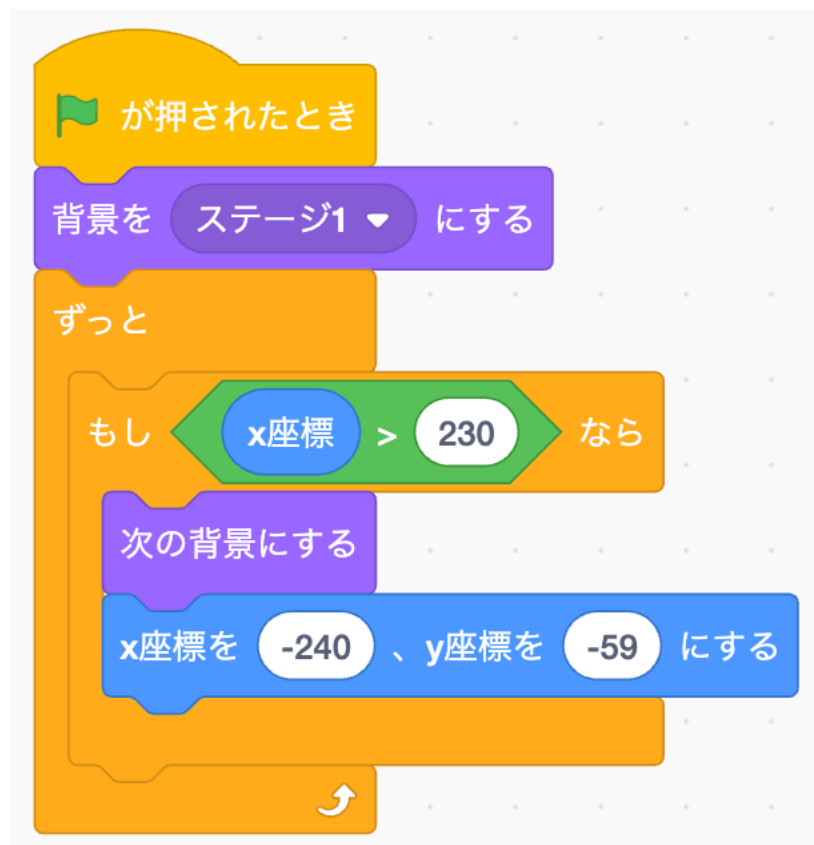 が押されたとき
背景を ステージ1 にする
ずっと
もし x座標 > 230 なら
次の背景にする
x座標を -240 、y座標を -59 にする